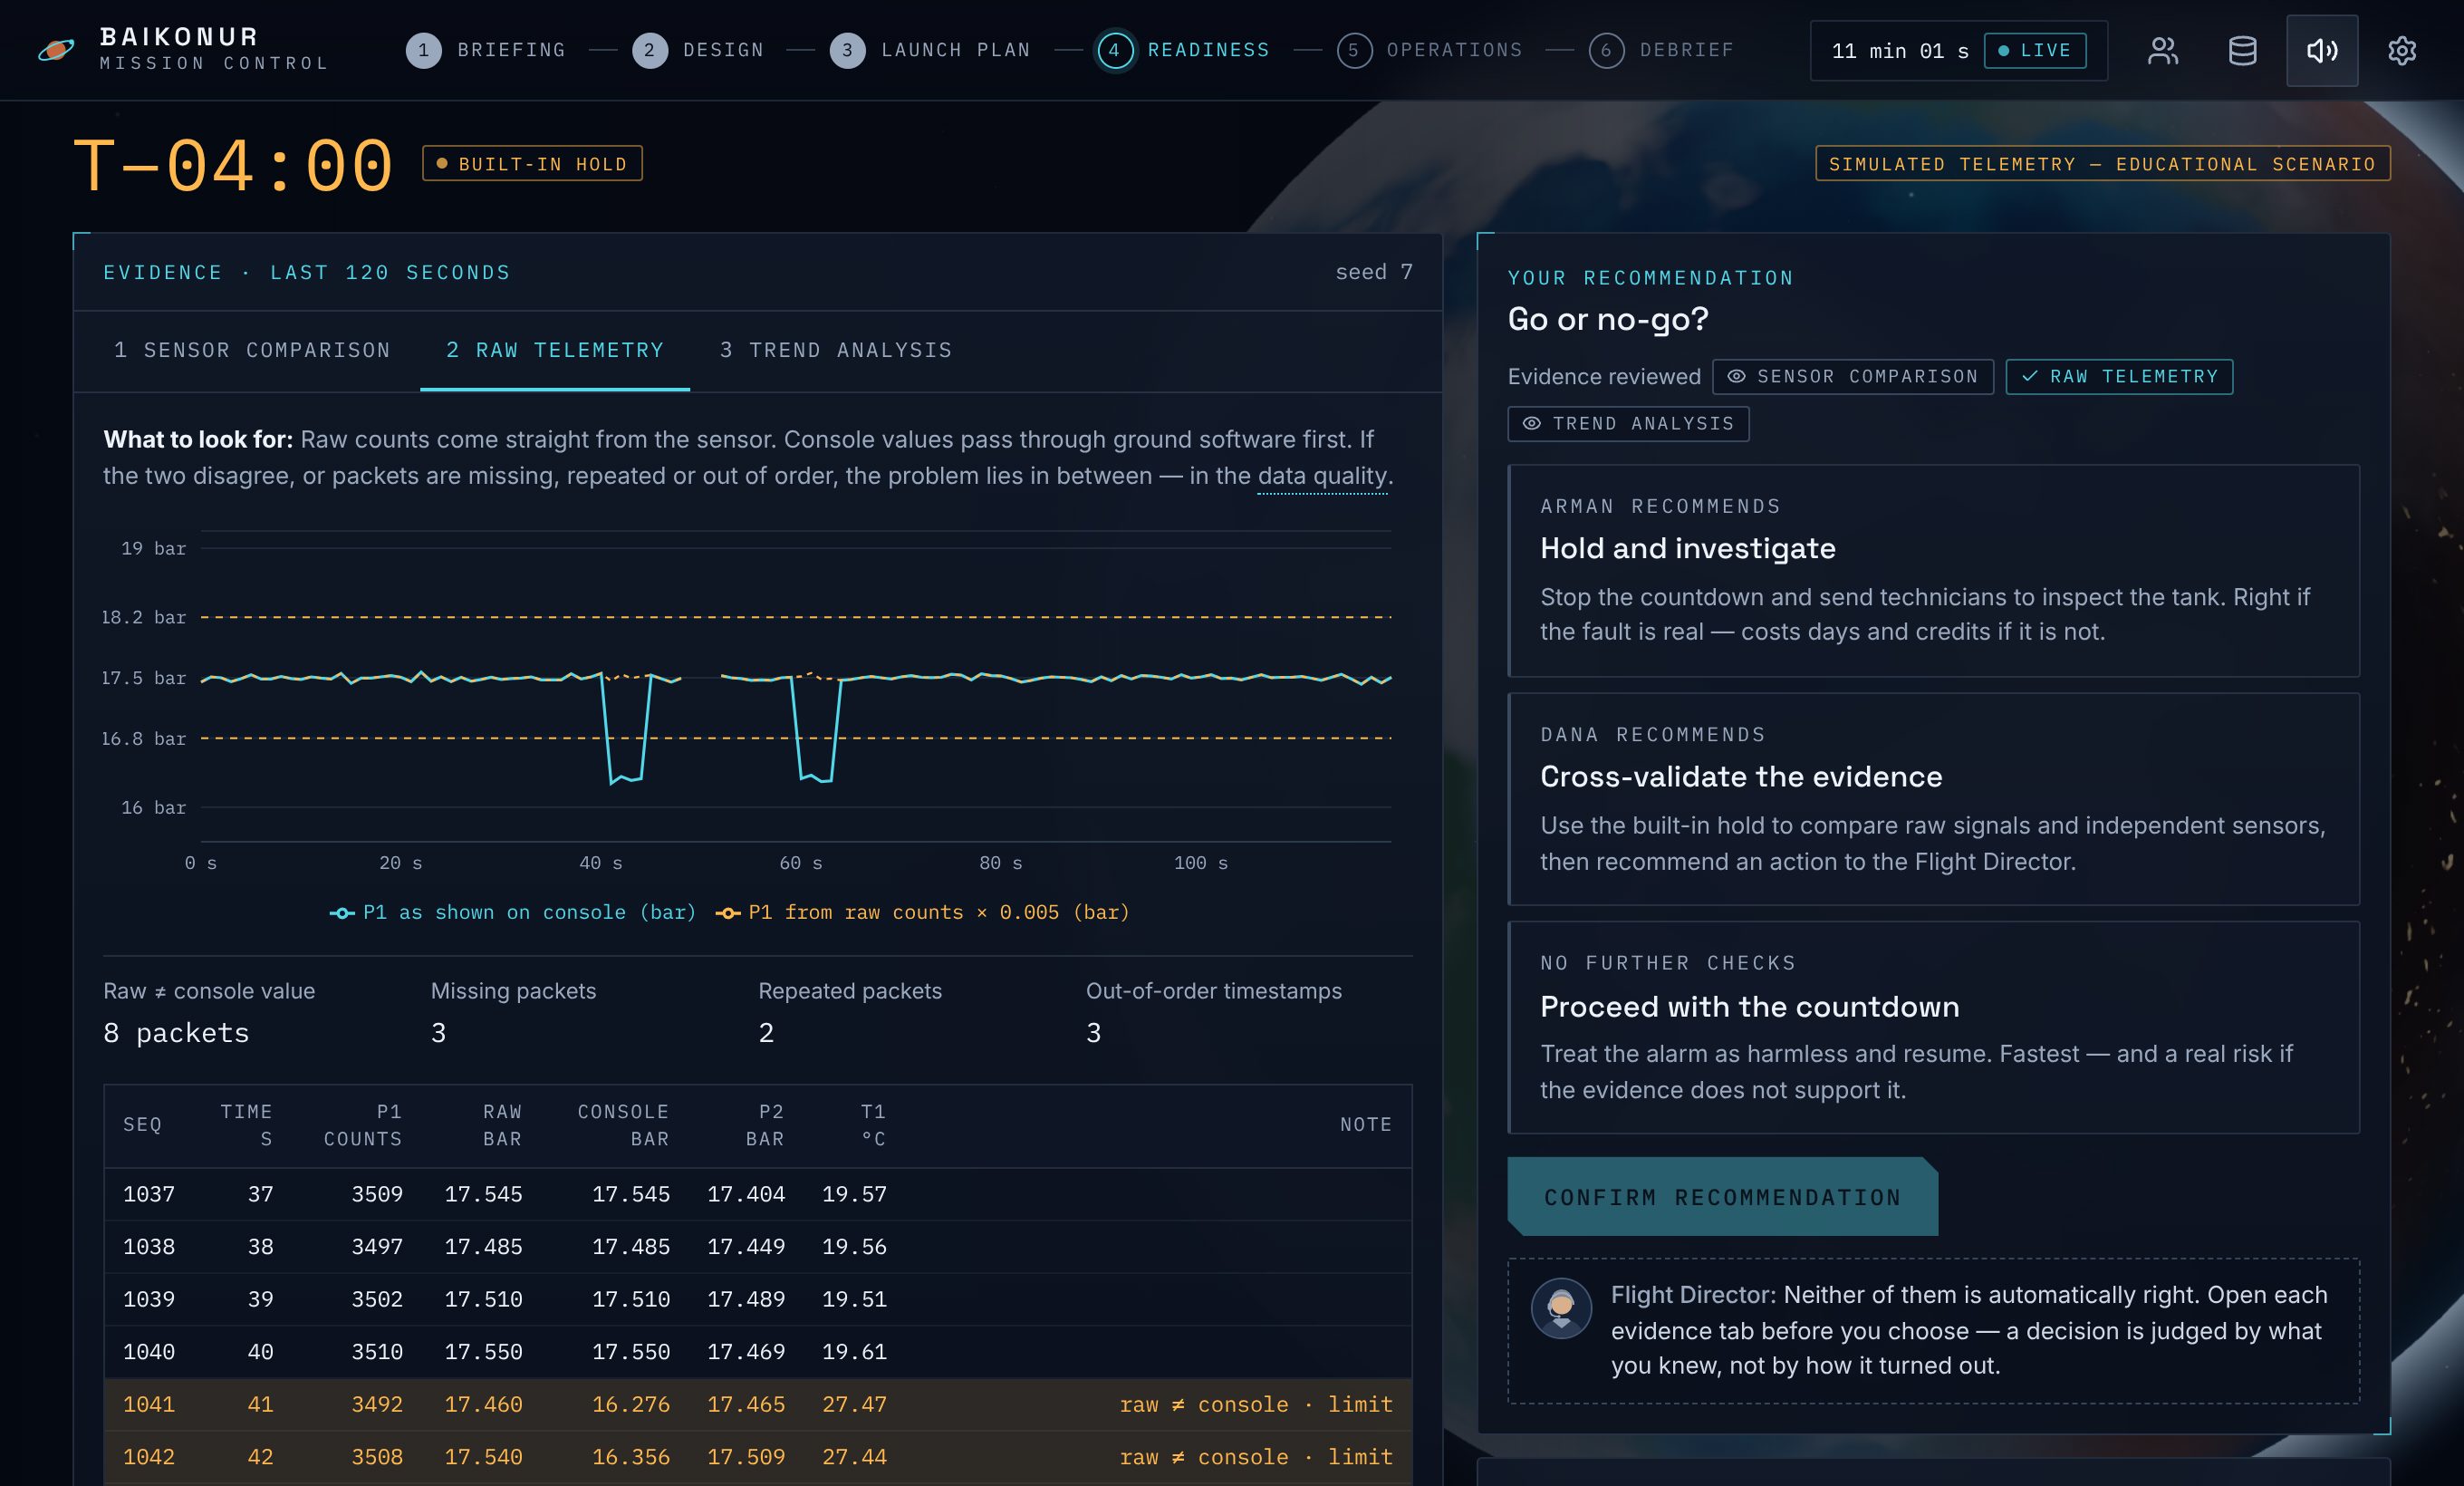 BAIKONUR
MISSION CONTROL
1 BRIEFING
2 DESIGN
3 LAUNCH PLAN
4 READINESS
5 OPERATIONS
6 DEBRIEF
11 min 01 s
LIVE
T−04:00
BUILT-IN HOLD
SIMULATED TELEMETRY — EDUCATIONAL SCENARIO
EVIDENCE · LAST 120 SECONDS
seed 7
1 SENSOR COMPARISON
2 RAW TELEMETRY
3 TREND ANALYSIS
What to look for: Raw counts come straight from the sensor. Console values pass through ground software first. If
the two disagree, or packets are missing, repeated or out of order, the problem lies in between — in the data quality.
19 bar
18.2 bar
17.5 bar
16.8 bar
16 bar
0 s 20 s 40 s 60 s 80 s 100 s
P1 as shown on console (bar) P1 from raw counts × 0.005 (bar)
Raw ≠ console value Missing packets Repeated packets Out-of-order timestamps
8 packets 3 2 3
SEQ TIME S P1 COUNTS RAW BAR CONSOLE BAR P2 BAR T1 °C NOTE
1037 37 3509 17.545 17.545 17.404 19.57
1038 38 3497 17.485 17.485 17.449 19.56
1039 39 3502 17.510 17.510 17.489 19.51
1040 40 3510 17.550 17.550 17.469 19.61
1041 41 3492 17.460 16.276 17.465 27.47 raw ≠ console · limit
1042 42 3508 17.540 16.356 17.509 27.44 raw ≠ console · limit
YOUR RECOMMENDATION
Go or no-go?
Evidence reviewed SENSOR COMPARISON RAW TELEMETRY
TREND ANALYSIS
ARMAN RECOMMENDS
Hold and investigate
Stop the countdown and send technicians to inspect the tank. Right if
the fault is real — costs days and credits if it is not.
DANA RECOMMENDS
Cross-validate the evidence
Use the built-in hold to compare raw signals and independent sensors,
then recommend an action to the Flight Director.
NO FURTHER CHECKS
Proceed with the countdown
Treat the alarm as harmless and resume. Fastest — and a real risk if
the evidence does not support it.
CONFIRM RECOMMENDATION
Flight Director: Neither of them is automatically right. Open each
evidence tab before you choose — a decision is judged by what
you knew, not by how it turned out.